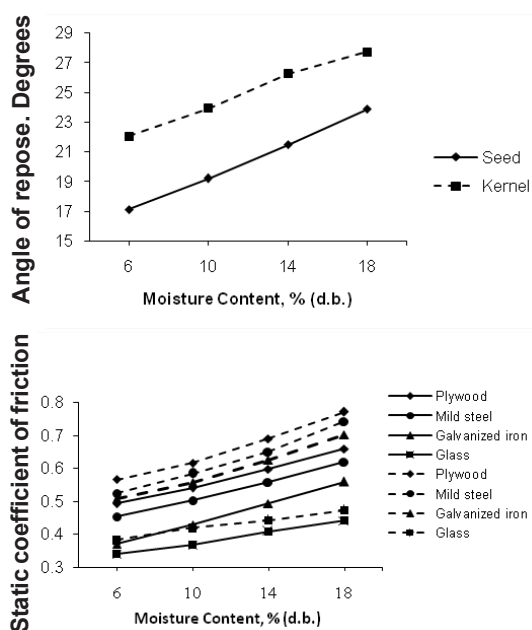 Angle of repose. Degrees
29
27
25
23
21
19
17
15
6 10 14 18
Moisture Content, % (d.b.)
Seed
Kernel
Static coefficient of friction
0.8
0.7
0.6
0.5
0.4
0.3
6 10 14 18
Moisture Content, % (d.b.)
Plywood
Mild steel
Galvanized iron
Glass
Plywood
Mild steel
Galvanized iron
Glass